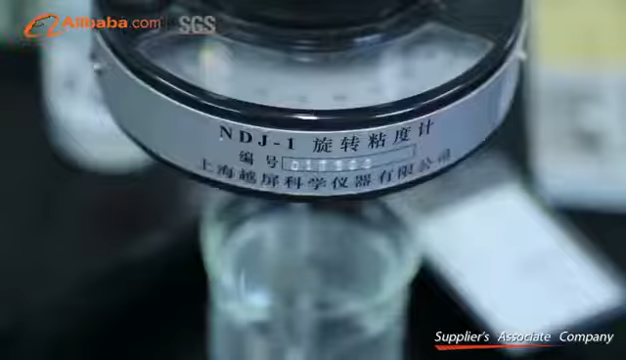 Alibaba.com
SGS
NDJ-1 旋转粘度计
编号
上海越屏科学仪器有限公司
Supplier's Associate Company